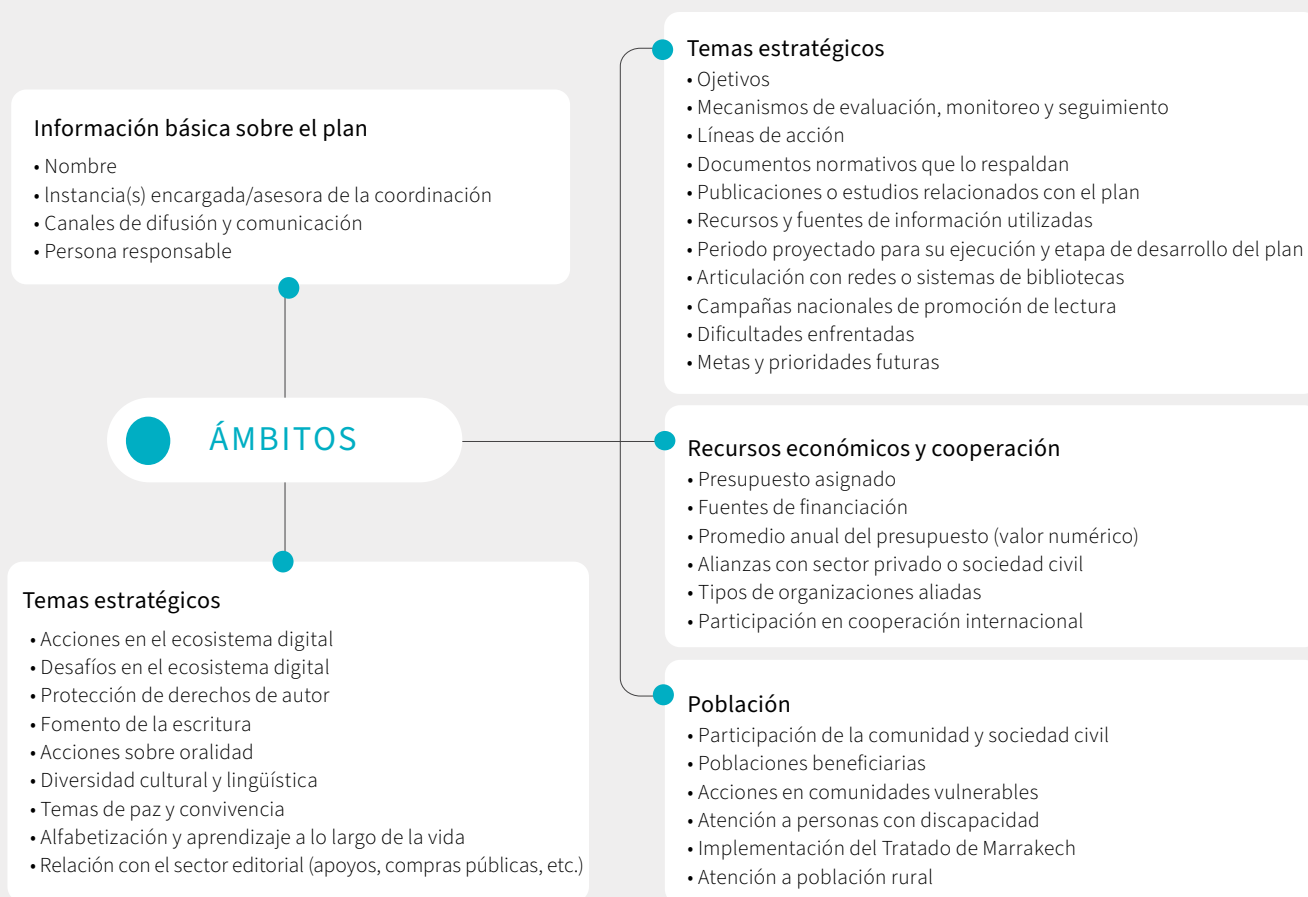 Información básica sobre el plan
• Nombre
• Instancia(s) encargada/asesora de la coordinación
• Canales de difusión y comunicación
• Persona responsable
ÁMBITOS
Temas estratégicos
• Acciones en el ecosistema digital
• Desafíos en el ecosistema digital
• Protección de derechos de autor
• Fomento de la escritura
• Acciones sobre oralidad
• Diversidad cultural y lingüística
• Temas de paz y convivencia
• Alfabetización y aprendizaje a lo largo de la vida
• Relación con el sector editorial (apoyos, compras públicas, etc.)
Temas estratégicos
• Ojetivos
• Mecanismos de evaluación, monitoreo y seguimiento
• Líneas de acción
• Documentos normativos que lo respaldan
• Publicaciones o estudios relacionados con el plan
• Recursos y fuentes de información utilizadas
• Periodo proyectado para su ejecución y etapa de desarrollo del plan
• Articulación con redes o sistemas de bibliotecas
• Campañas nacionales de promoción de lectura
• Dificultades enfrentadas
• Metas y prioridades futuras
Recursos económicos y cooperación
• Presupuesto asignado
• Fuentes de financiación
• Promedio anual del presupuesto (valor numérico)
• Alianzas con sector privado o sociedad civil
• Tipos de organizaciones aliadas
• Participación en cooperación internacional
Población
• Participación de la comunidad y sociedad civil
• Poblaciones beneficiarias
• Acciones en comunidades vulnerables
• Atención a personas con discapacidad
• Implementación del Tratado de Marrakech
• Atención a población rural